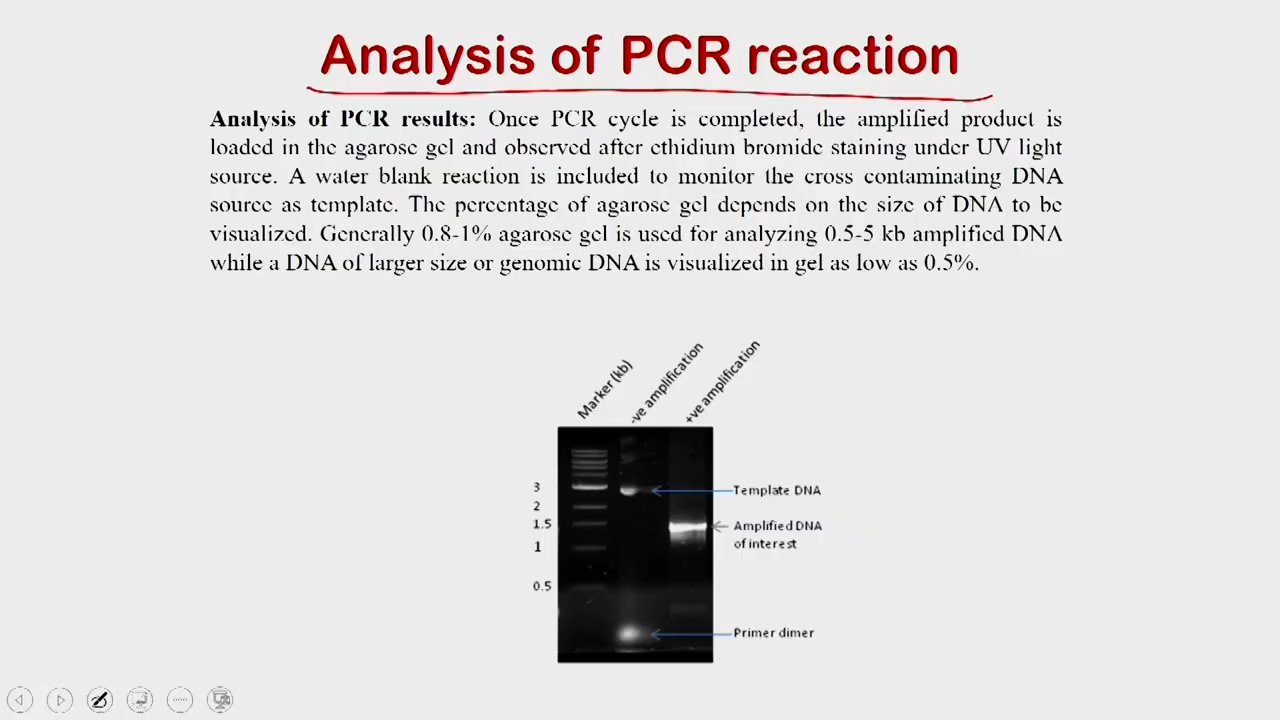 Analysis of PCR reaction
Analysis of PCR results: Once PCR cycle is completed, the amplified product is
loaded in the agarose gel and observed after ethidium bromide staining under UV light
source. A water blank reaction is included to monitor the cross contaminating DNA
source as template. The percentage of agarose gel depends on the size of DNA to be
visualized. Generally 0.8-1% agarose gel is used for analyzing 0.5-5 kb amplified DNA
while a DNA of larger size or genomic DNA is visualized in gel as low as 0.5%.
Marker (kb)
-ve amplification
+ve amplification
3
2
1.5
1
0.5
Template DNA
Amplified DNA
of interest
Primer dimer